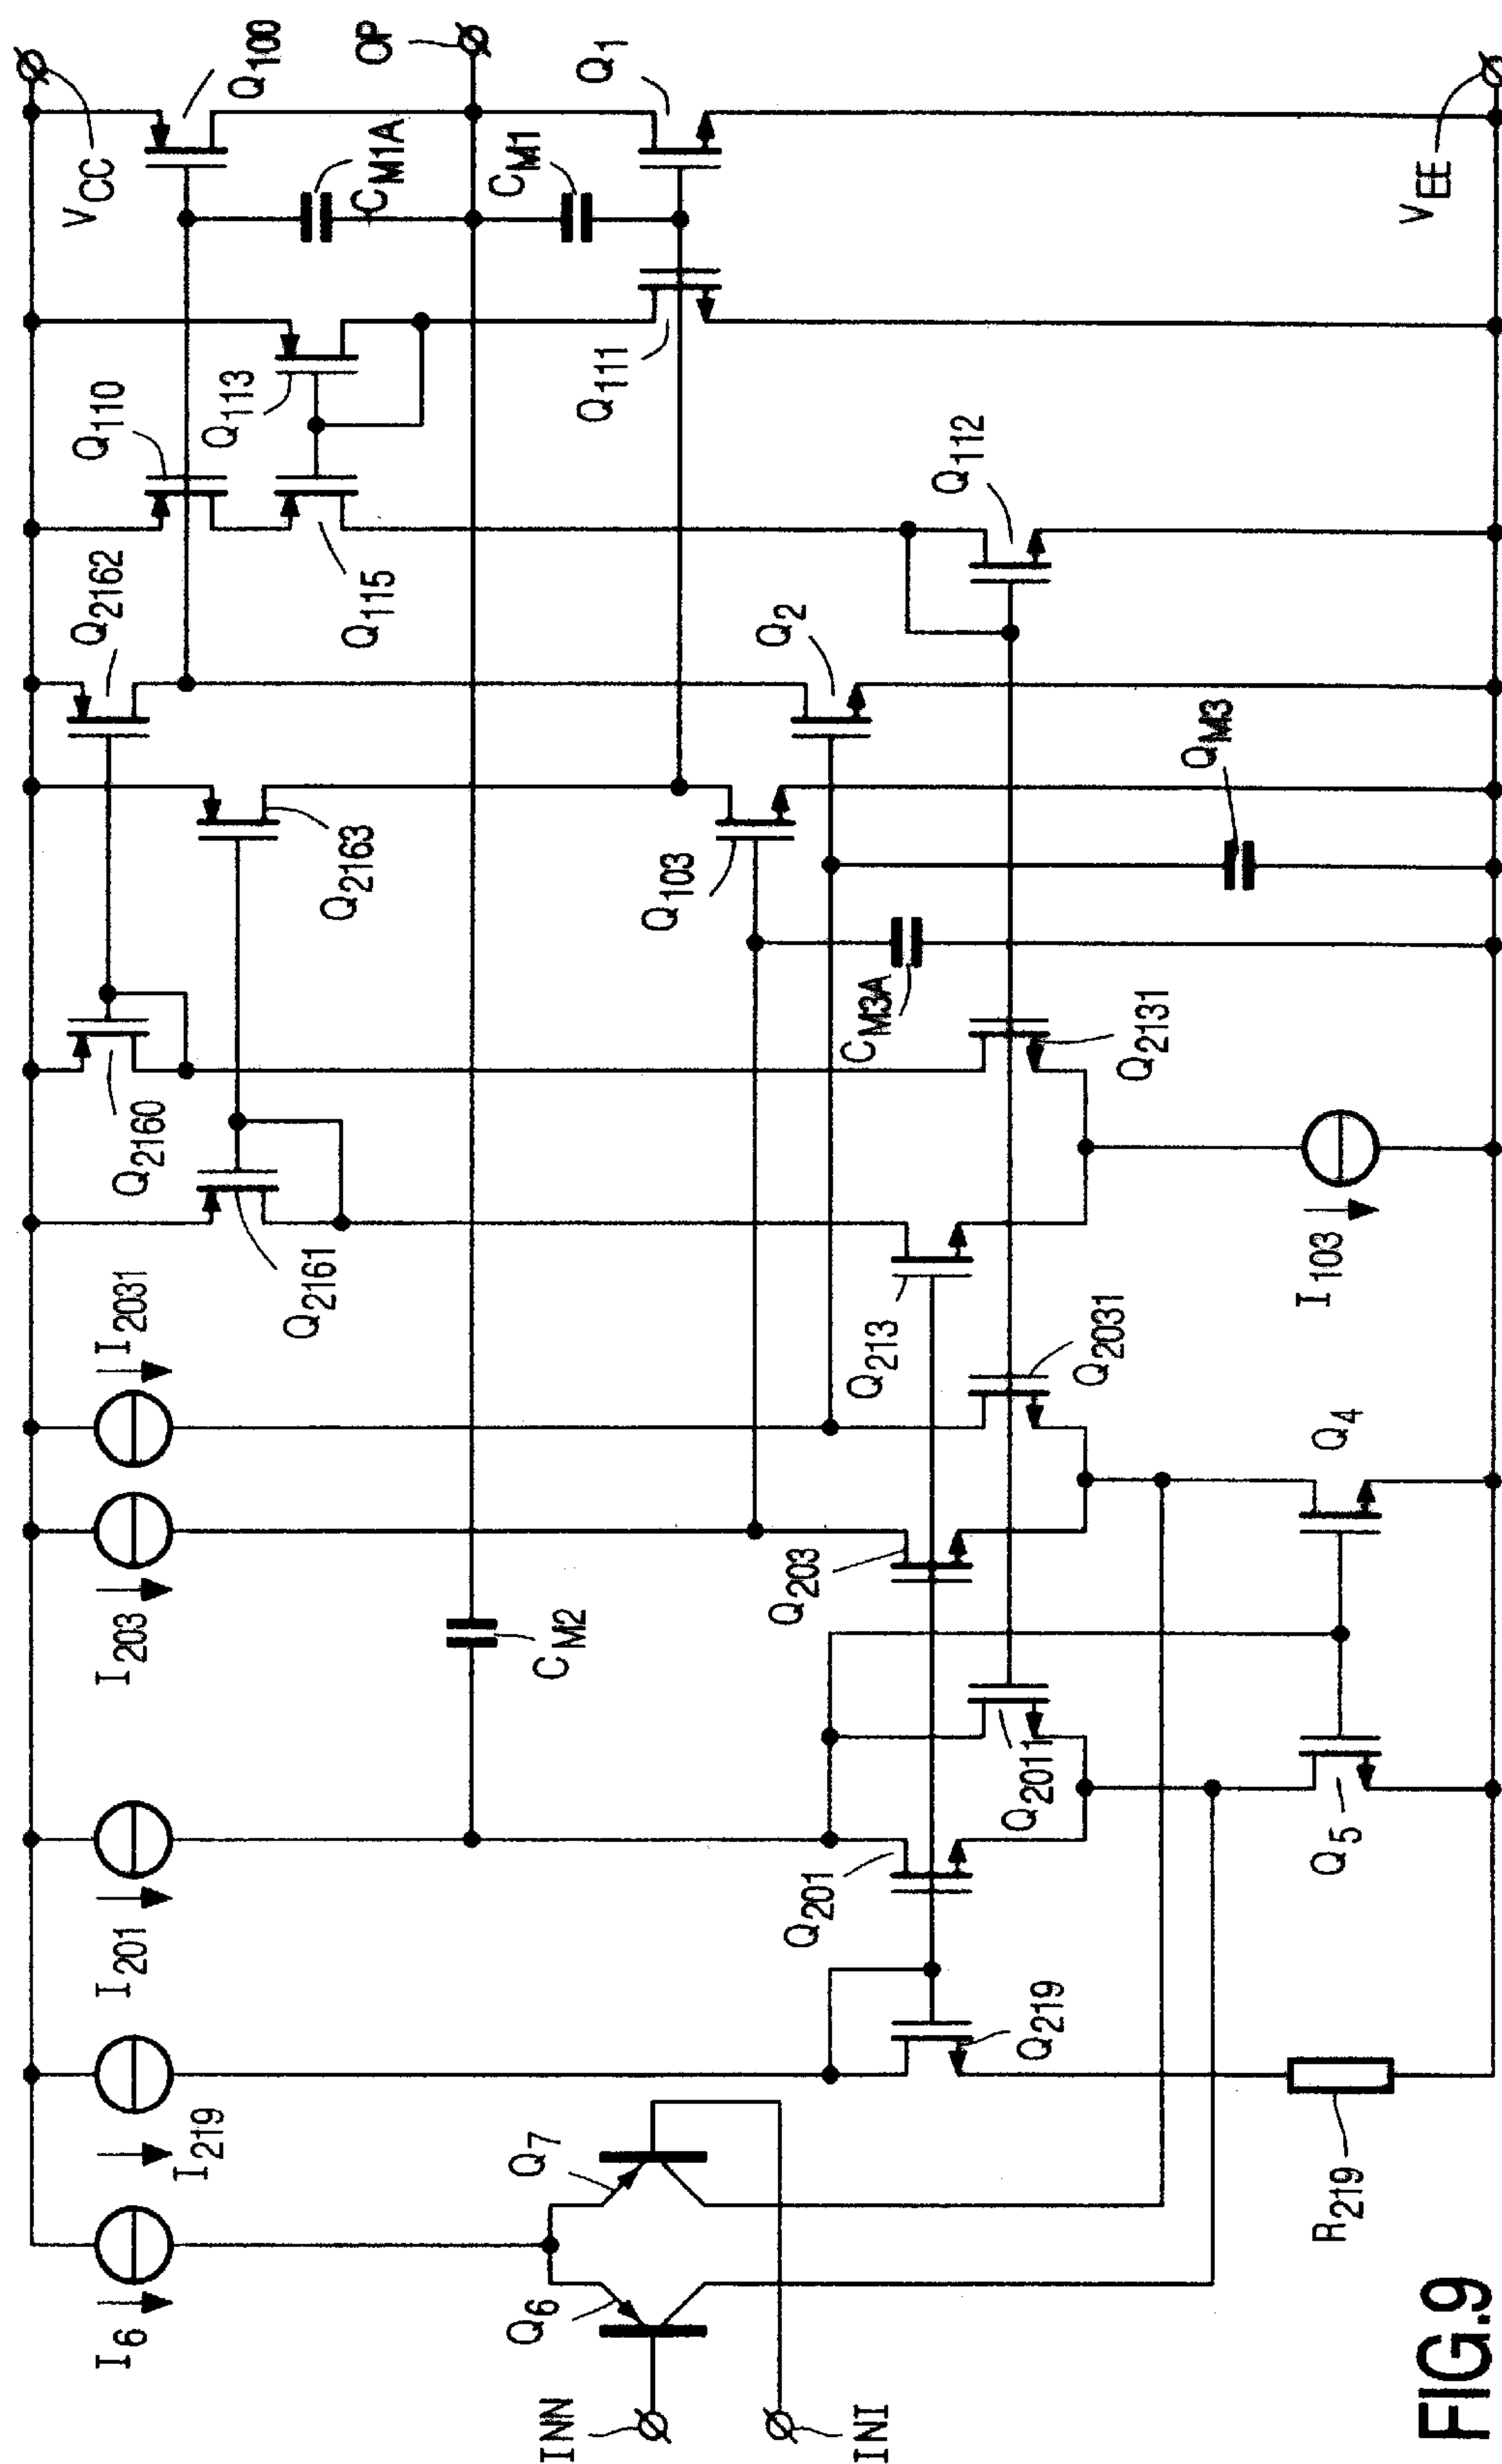 VCC
Q100
OP
CM1A
CM1
Q1
VEE
Q110
Q113
Q111
Q2162
Q115
Q112
Q2
Q2163
Q103
QM3
CM3A
Q2160
Q2131
Q2161
I2031
Q213
I103
Q2031
I203
Q203
Q4
CM2
I201
Q201
Q2011
Q5
I219
Q219
Q7
R219
I6
Q6
INN
INI
FIG.9